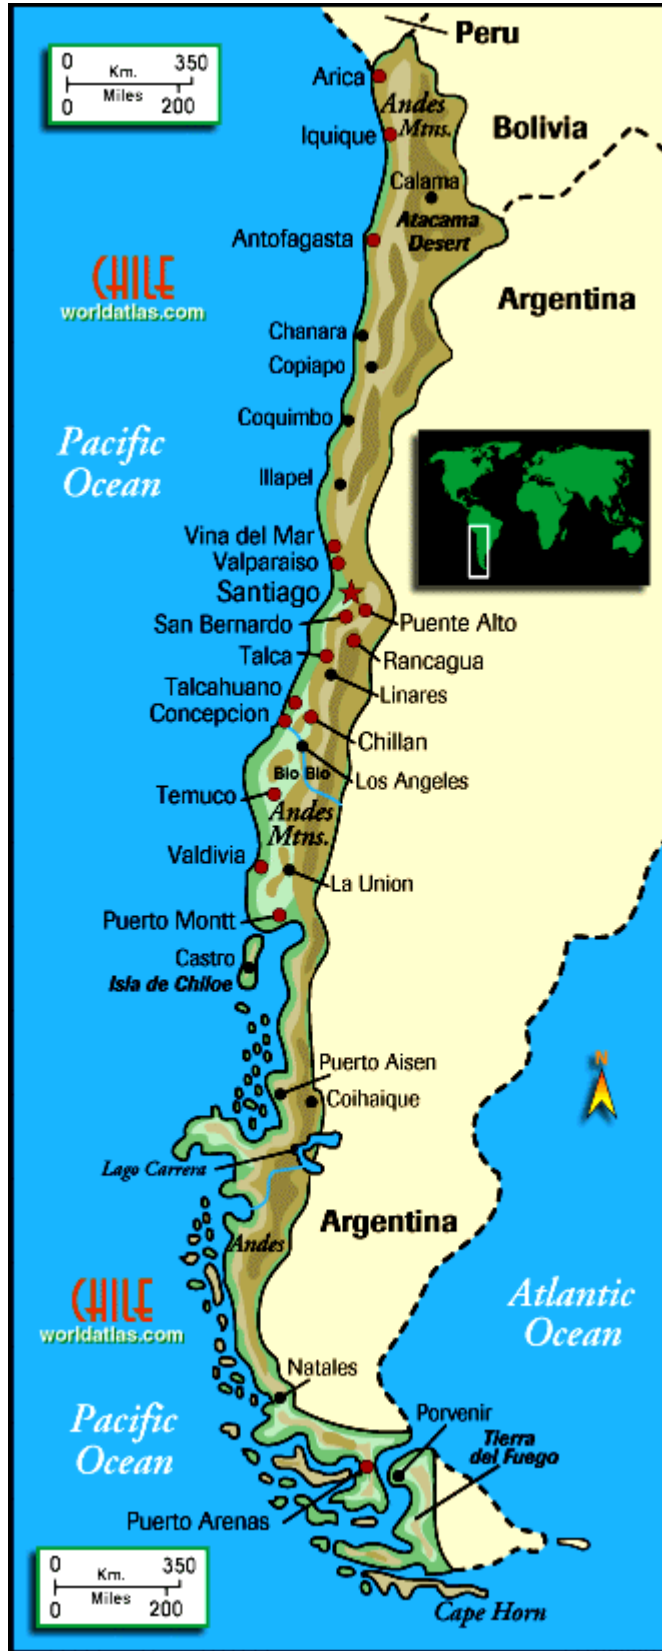 Peru
0 350
Km.
Miles
0 200
Arica
Andes
Mtns.
Bolivia
Iquique
Calama
Atacama
Desert
Antofagasta
CHILE
worldatlas.com
Argentina
Chanara
Copiapo
Coquimbo
Pacific
Ocean
Illapel
Vina del Mar
Valparaiso
Santiago
San Bernardo
Puente Alto
Talca
Rancagua
Linares
Talcahuano
Concepcion
Chillan
Bio Bio
Los Angeles
Temuco
Andes
Mtns.
Valdivia
La Union
Puerto Montt
Castro
Isla de Chiloe
Puerto Aisen
N
Coihaique
Lago Carrera
Argentina
Andes
CHILE
worldatlas.com
Atlantic
Ocean
Natales
Pacific
Ocean
Porvenir
Tierra
del Fuego
Puerto Arenas
0 350
Km.
Miles
0 200
Cape Horn